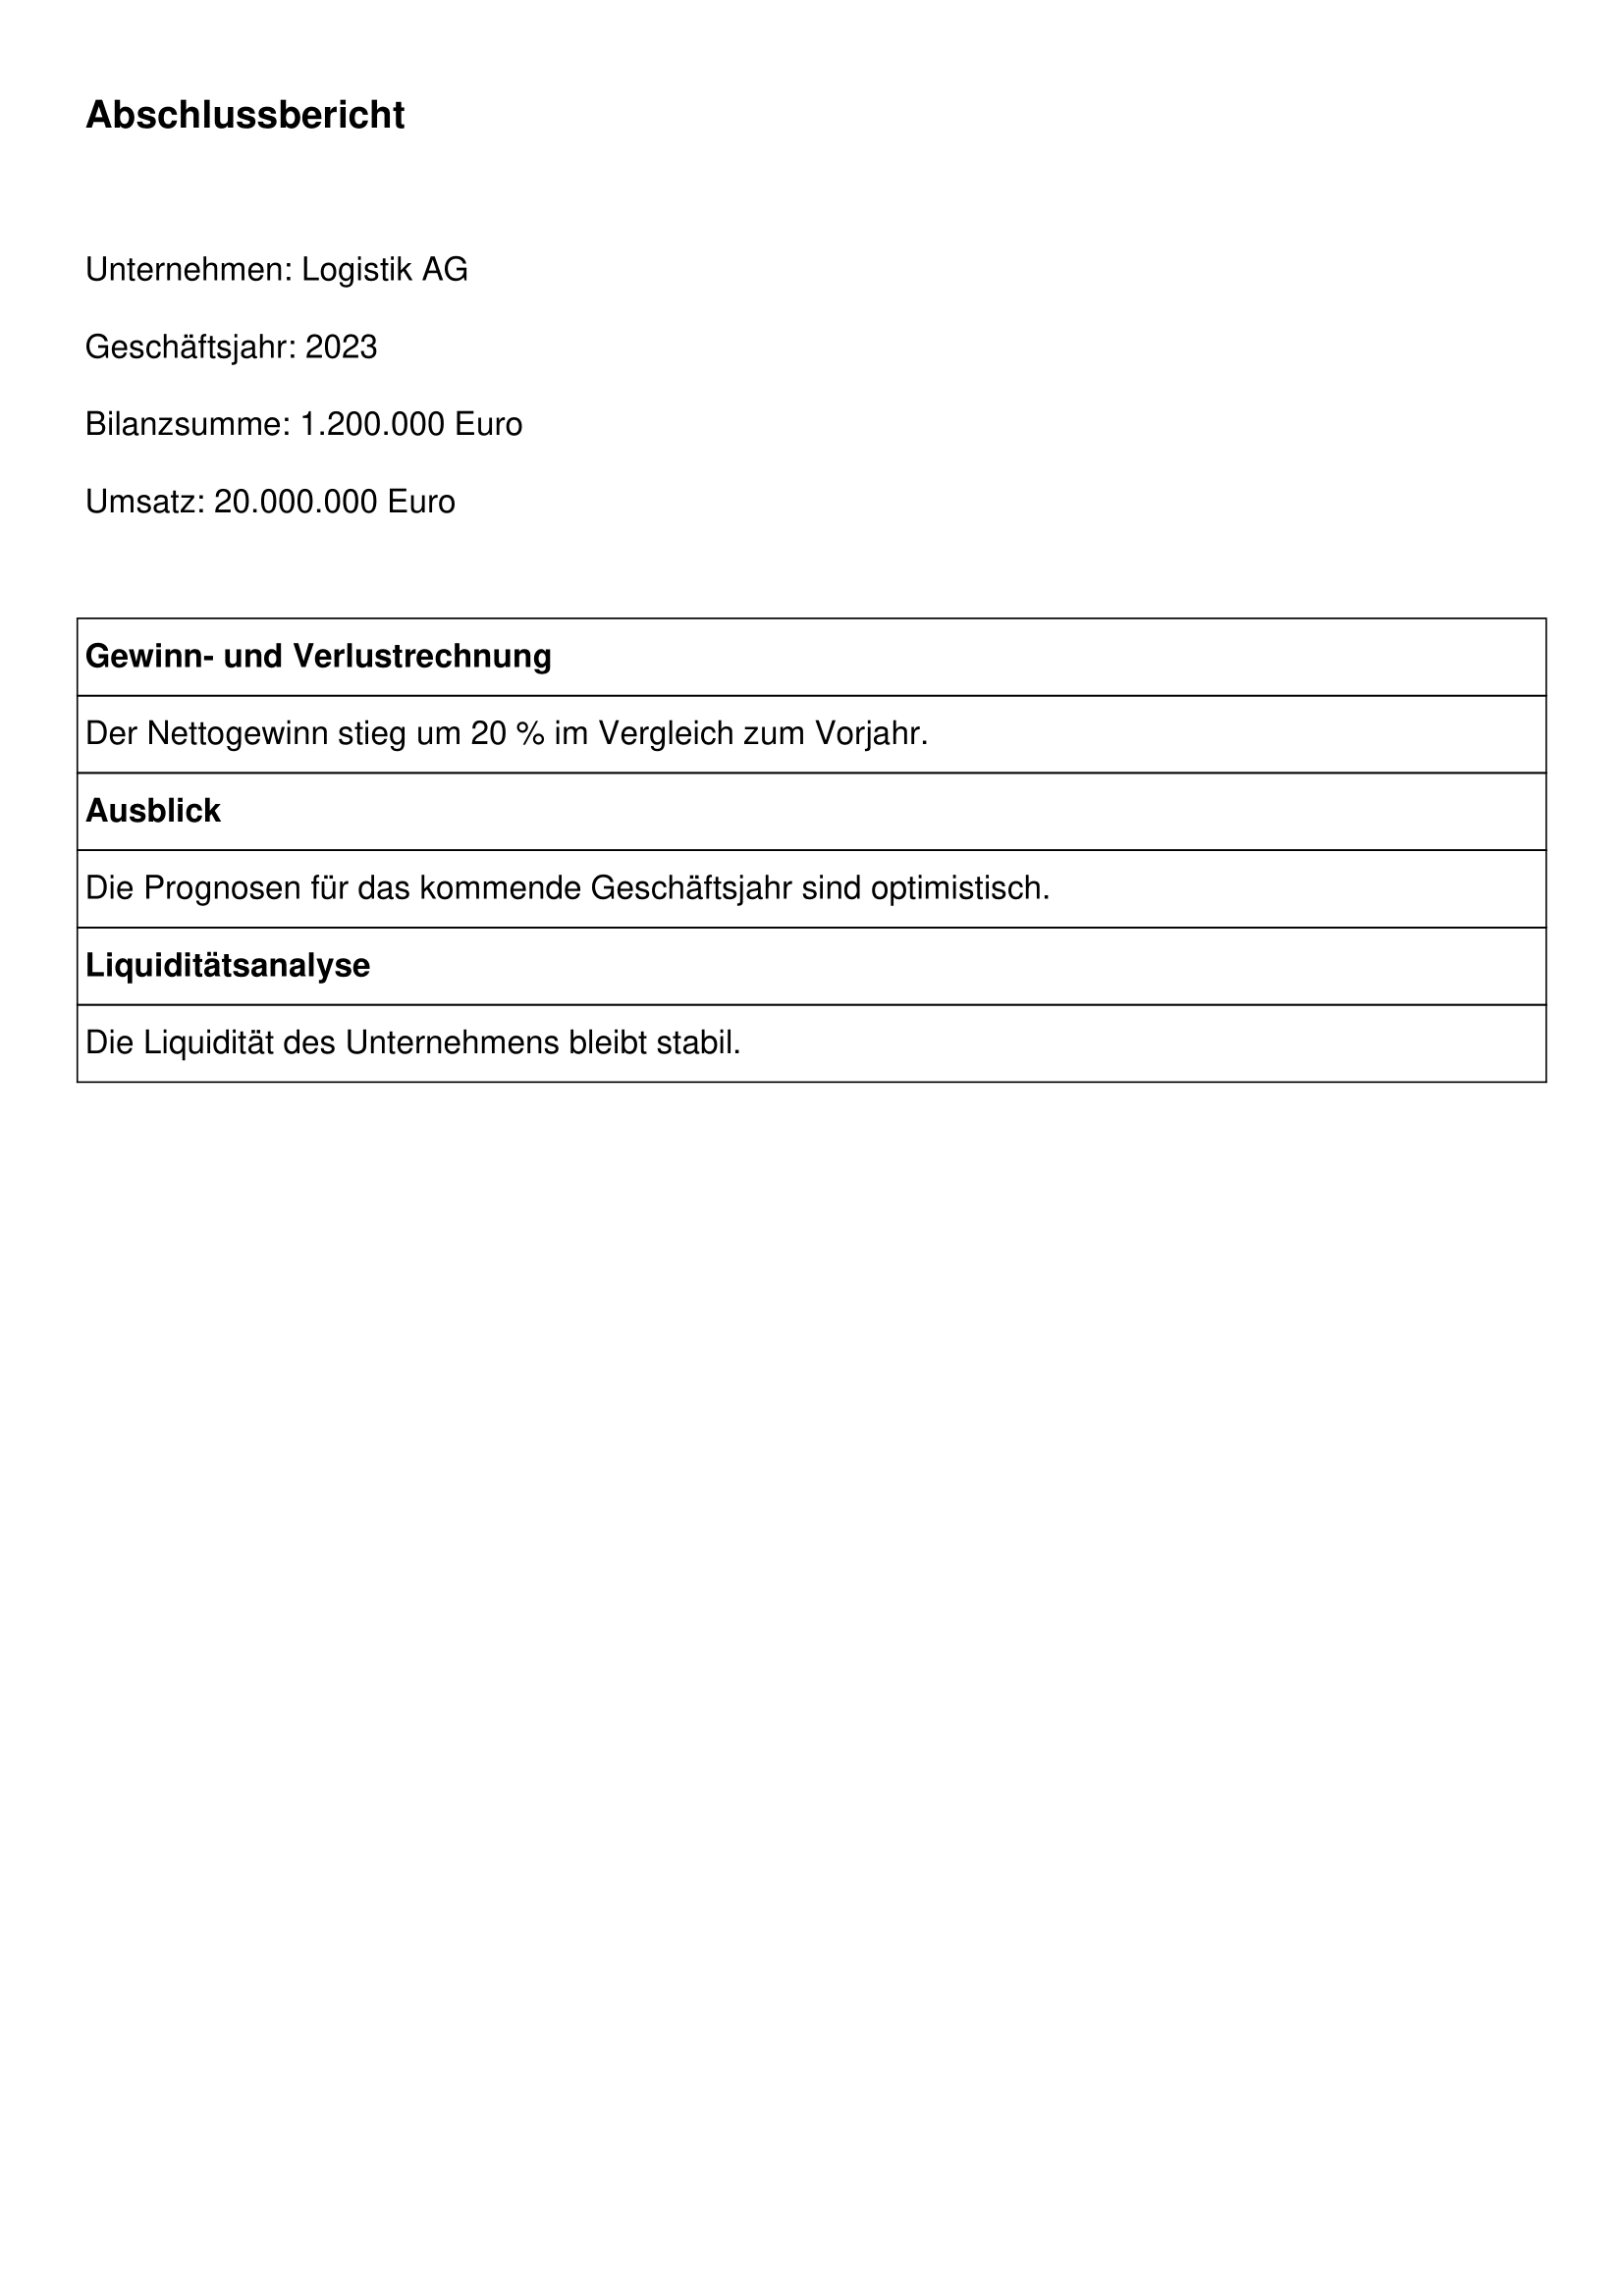 Abschlussbericht
Unternehmen: Logistik AG
Geschäftsjahr: 2023
Bilanzsumme: 1.200.000 Euro
Umsatz: 20.000.000 Euro
Gewinn- und Verlustrechnung
Der Nettogewinn stieg um 20 % im Vergleich zum Vorjahr.
Ausblick
Die Prognosen für das kommende Geschäftsjahr sind optimistisch.
Liquiditätsanalyse
Die Liquidität des Unternehmens bleibt stabil.